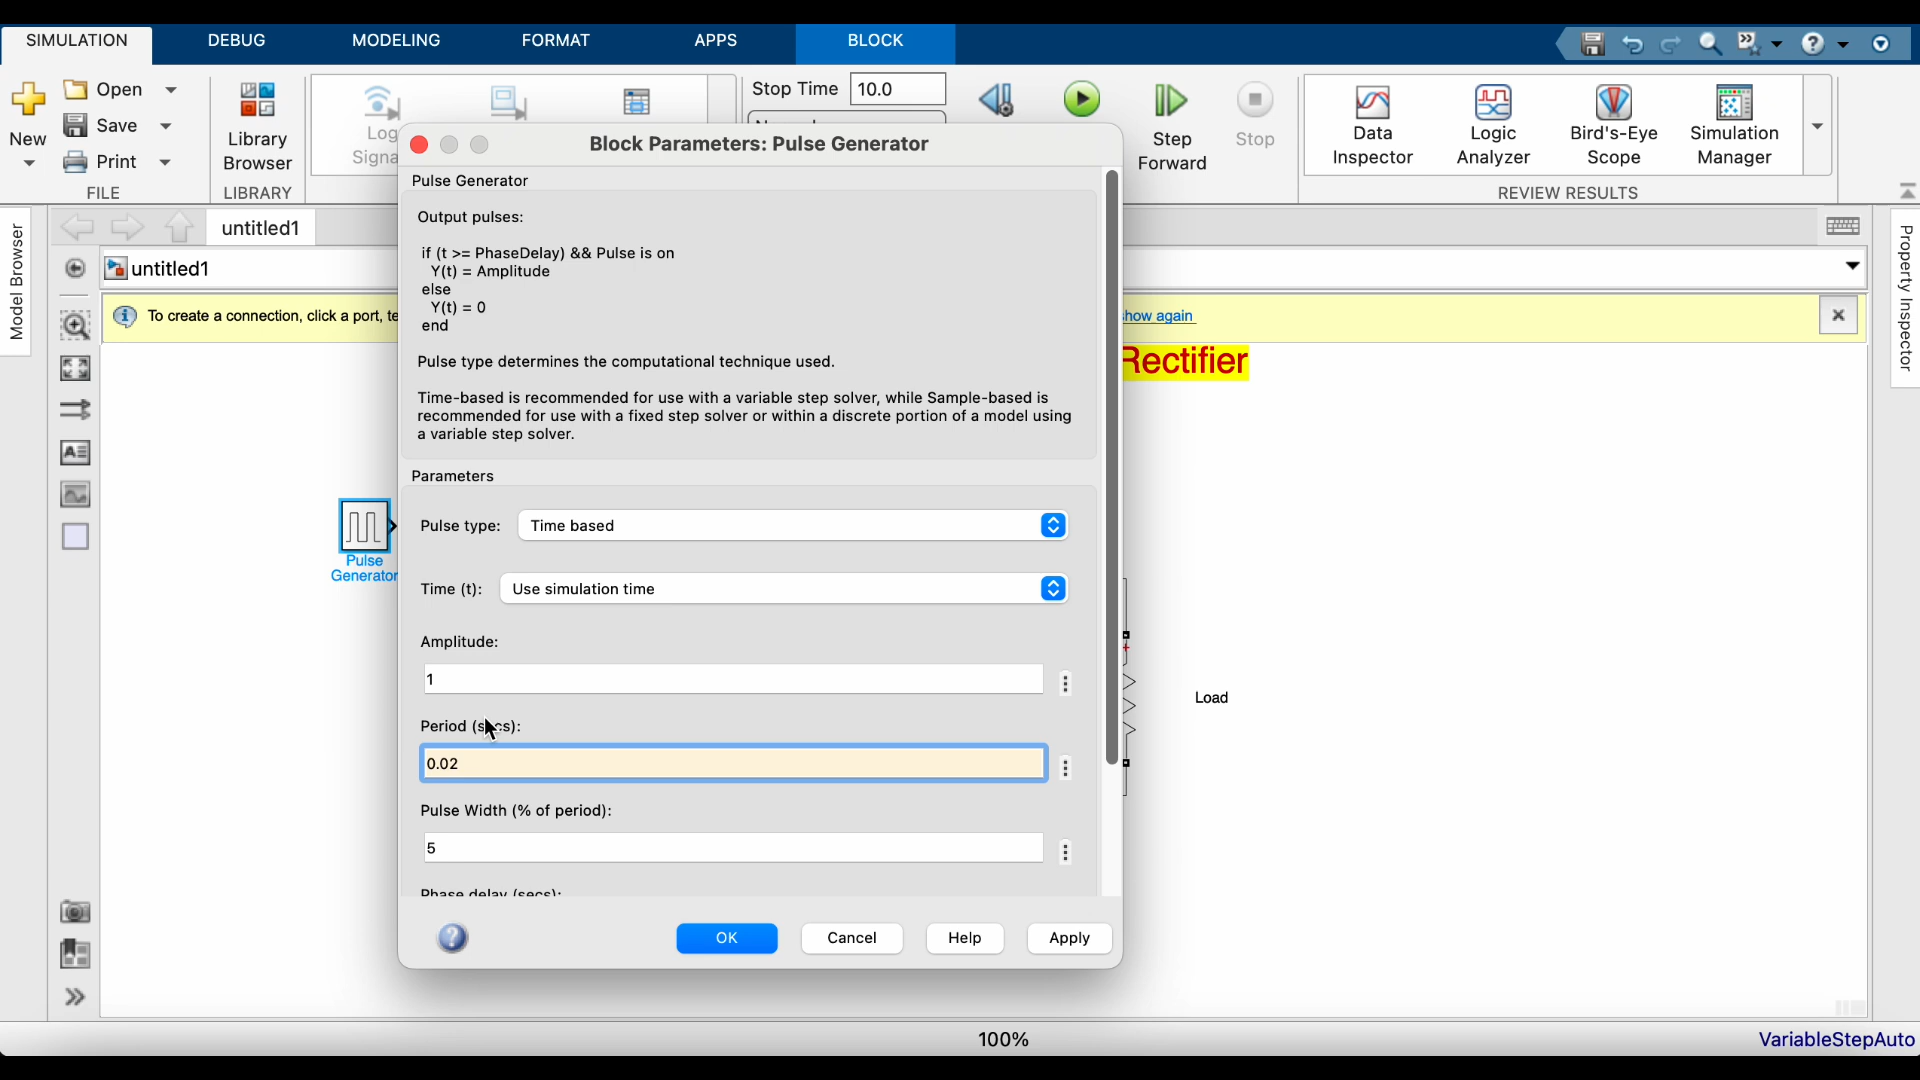 SIMULATION DEBUG MODELING FORMAT APPS BLOCK
New Open Save Print
FILE
Library Browser
LIBRARY
Stop Time 10.0
Step Forward
Stop
Data Inspector
Logic Analyzer
Bird's-Eye Scope
Simulation Manager
REVIEW RESULTS
Model Browser
untitled1
untitled1
Property Inspector
To create a connection, click a port,
show again
Rectifier
Pulse Generator
Load
Block Parameters: Pulse Generator
Pulse Generator
Output pulses:
if (t >= PhaseDelay) && Pulse is on
Y(t) = Amplitude
else
Y(t) = 0
end
Pulse type determines the computational technique used.
Time-based is recommended for use with a variable step solver, while Sample-based is
recommended for use with a fixed step solver or within a discrete portion of a model using
a variable step solver.
Parameters
Pulse type: Time based
Time (t): Use simulation time
Amplitude:
1
Period (secs):
0.02
Pulse Width (% of period):
5
Phase delay (secs):
OK Cancel Help Apply
100%
VariableStepAuto